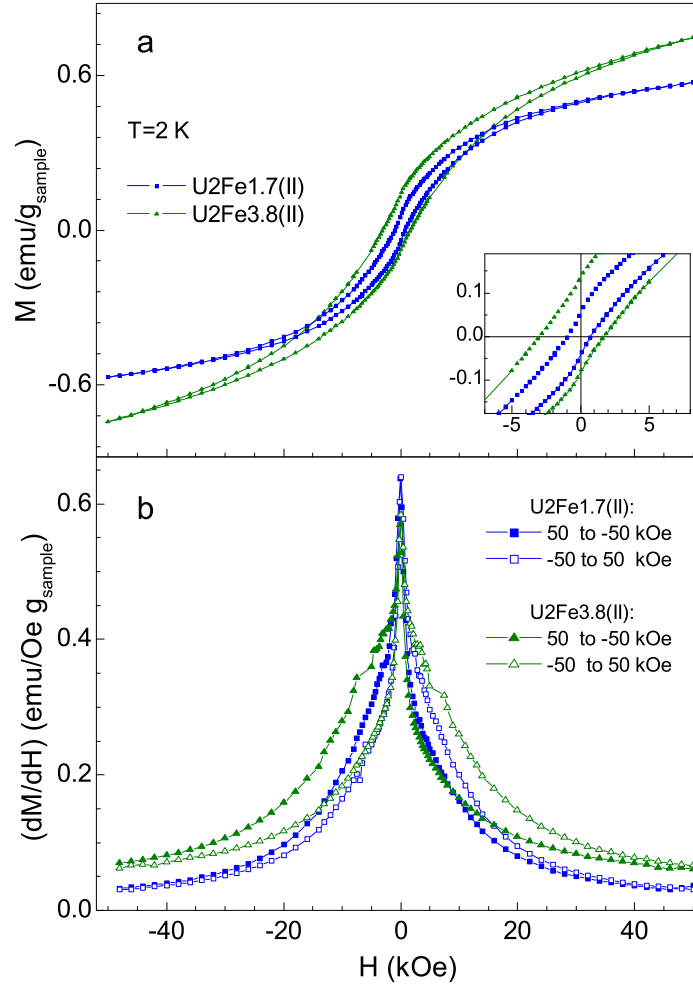 a
0.6
T=2 K
U2Fe1.7(II)
U2Fe3.8(II)
0.0
M (emu/g_sample)
-0.6
0.1
0.0
-0.1
-5 0 5
b
0.6
U2Fe1.7(II):
50 to -50 kOe
-50 to 50 kOe
U2Fe3.8(II):
50 to -50 kOe
-50 to 50 kOe
0.4
(dM/dH) (emu/Oe g_sample)
0.2
0.0
-40 -20 0 20 40
H (kOe)